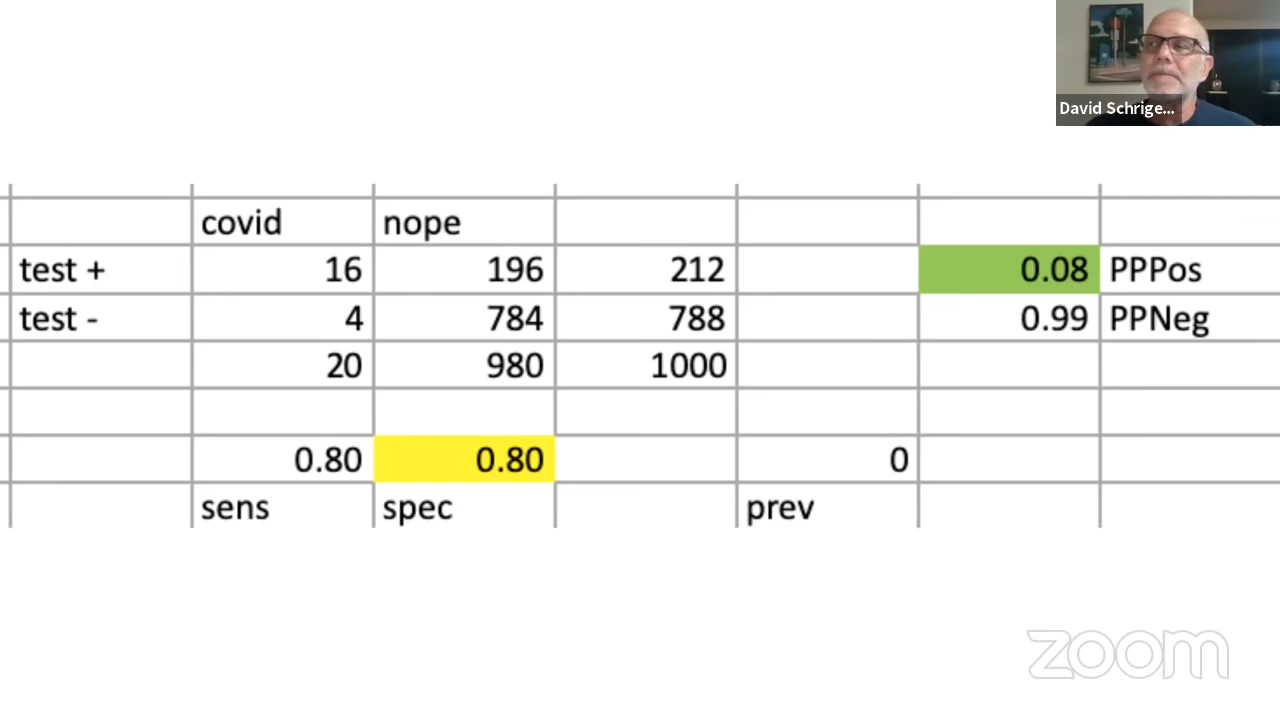 David Schrige...
covid nope
test + 16 196 212 0.08 PPPos
test - 4 784 788 0.99 PPNeg
20 980 1000
0.80 0.80 0
sens spec prev
zoom